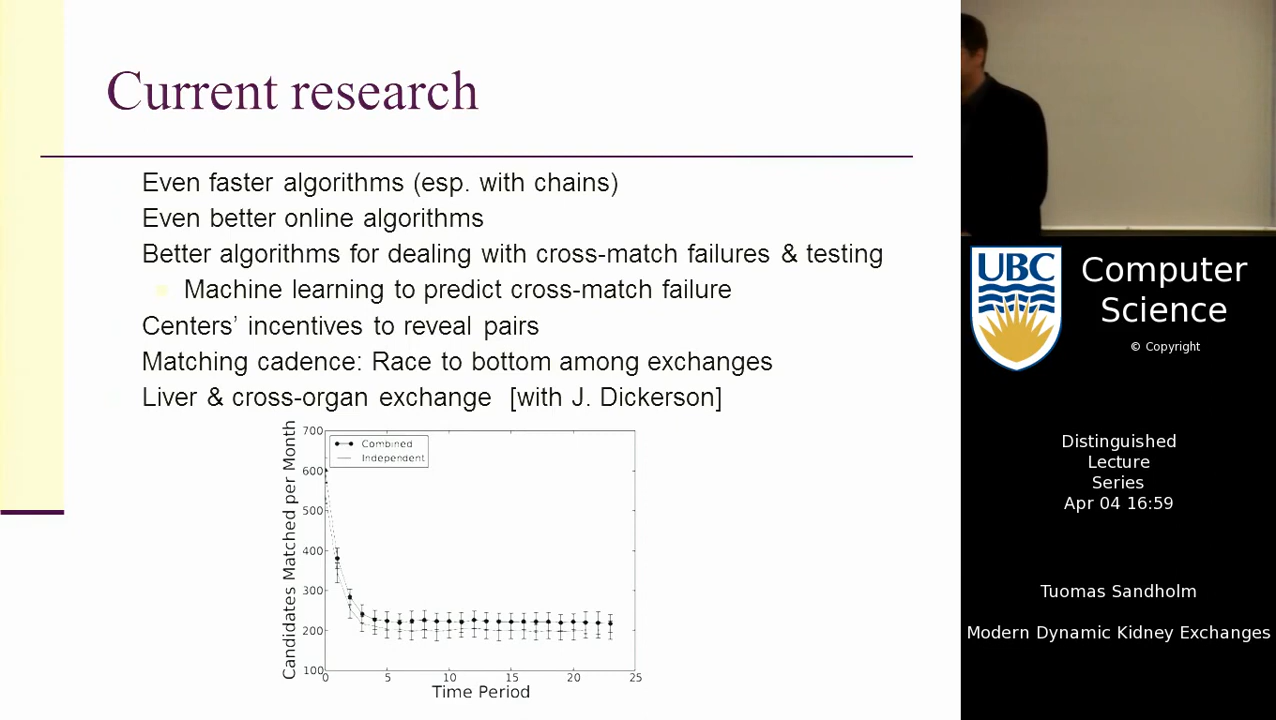 Current research
Even faster algorithms (esp. with chains)
Even better online algorithms
Better algorithms for dealing with cross-match failures & testing
Machine learning to predict cross-match failure
Centers' incentives to reveal pairs
Matching cadence: Race to bottom among exchanges
Liver & cross-organ exchange [with J. Dickerson]
Candidates Matched per Month
700
600
500
400
300
200
100
Combined
Independent
0
5
10
15
20
25
Time Period
UBC
Computer
Science
© Copyright
Distinguished
Lecture
Series
Apr 04 16:59
Tuomas Sandholm
Modern Dynamic Kidney Exchanges